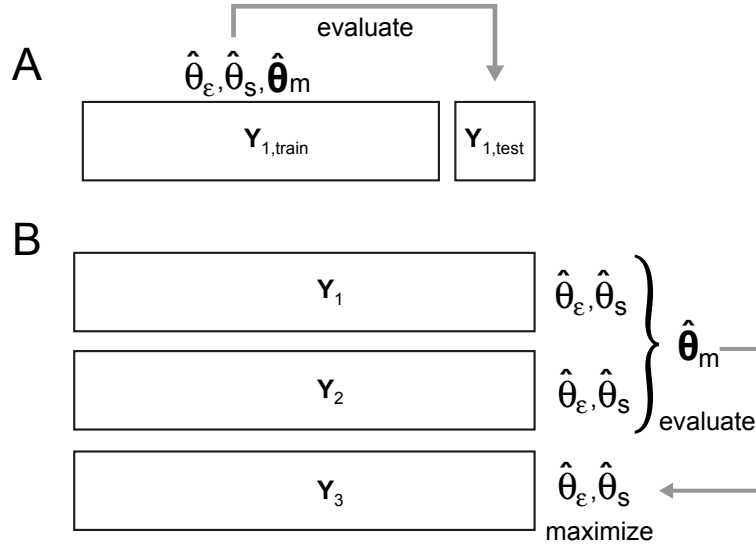 evaluate
A
θ̂ε,θ̂s,θ̂m
Y1,train
Y1,test
B
Y1
θ̂ε,θ̂s
θ̂m
Y2
θ̂ε,θ̂s
evaluate
Y3
θ̂ε,θ̂s
maximize